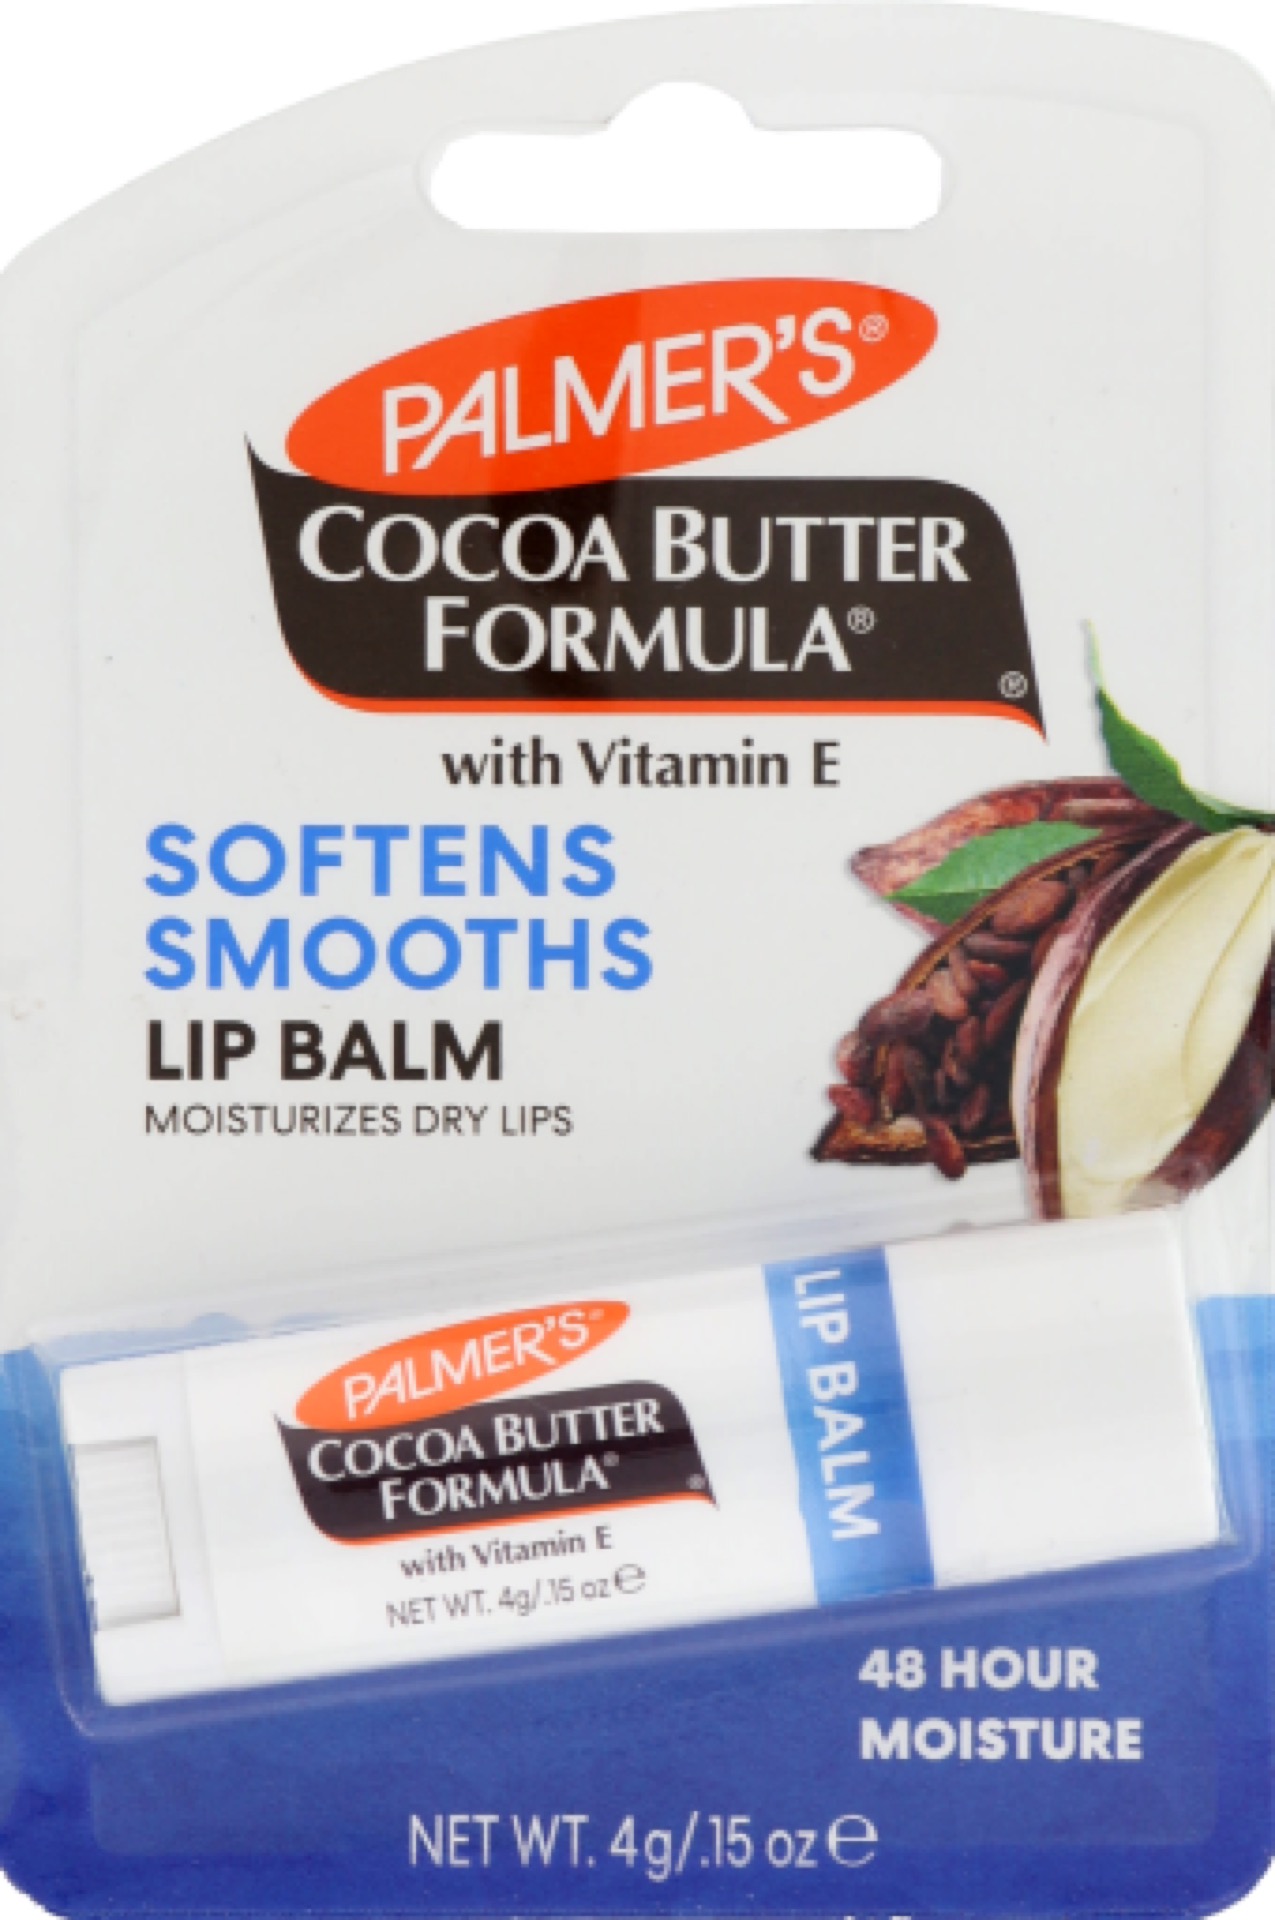 PALMER'S®
COCOA BUTTER
FORMULA®
®
with Vitamin E
SOFTENS
SMOOTHS
LIP BALM
MOISTURIZES DRY LIPS
PALMER'S®
COCOA BUTTER
FORMULA®
®
with Vitamin E
NET WT. 4g/.15 oz ℮
LIP BALM
48 HOUR
MOISTURE
NET WT. 4g/.15 oz ℮